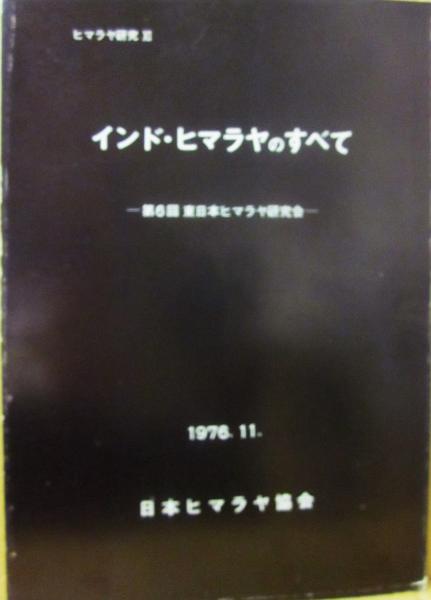 ヒマラヤ研究 XI
インド・ヒマラヤのすべて
—第6回 東日本ヒマラヤ研究会—
1976. 11.
日本ヒマラヤ協会